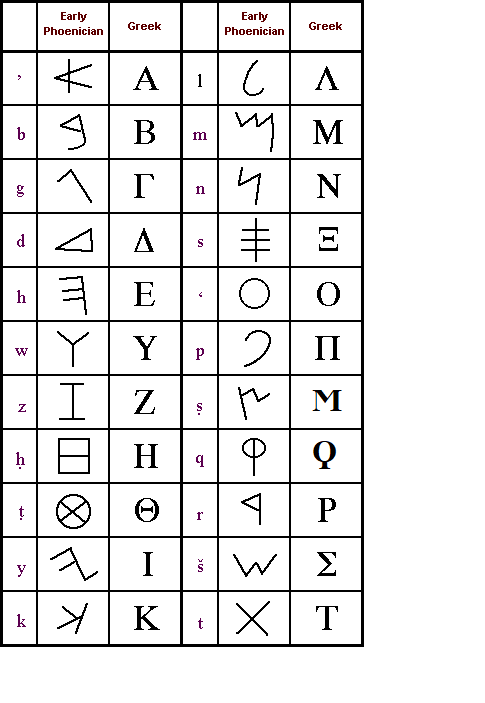 Early Phoenician Greek Early Phoenician Greek
’ 𐤀 Α l 𐤋 Λ
b 𐤁 Β m 𐤌 Μ
g 𐤂 Γ n 𐤍 Ν
d 𐤃 Δ s 𐤎 Ξ
h 𐤄 Ε ‘ 𐤏 Ο
w 𐤅 Υ p 𐤐 Π
z 𐤆 Ζ ṣ 𐤑 Ϻ
ḥ 𐤇 Η q 𐤒 Ϙ
ṭ 𐤈 Θ r 𐤓 Ρ
y 𐤉 Ι š 𐤔 Σ
k 𐤊 Κ t 𐤕 Τ